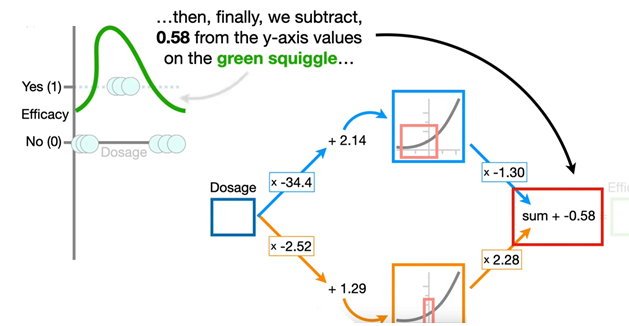 ...then, finally, we subtract,
0.58 from the y-axis values
on the green squiggle...
Yes (1)
Efficacy
No (0)
Dosage
+ 2.14
x -34.4
x -1.30
Dosage
sum + -0.58
x -2.52
x 2.28
+ 1.29